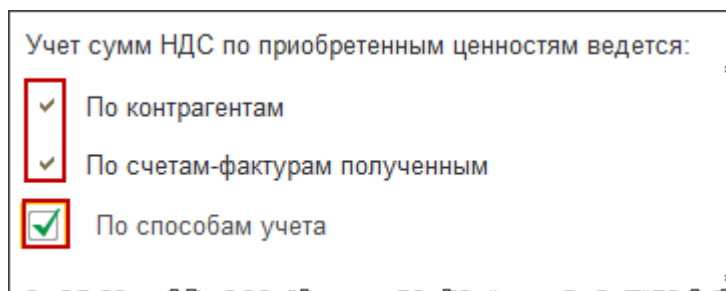 Учет сумм НДС по приобретенным ценностям ведется:
По контрагентам
По счетам-фактурам полученным
По способам учета